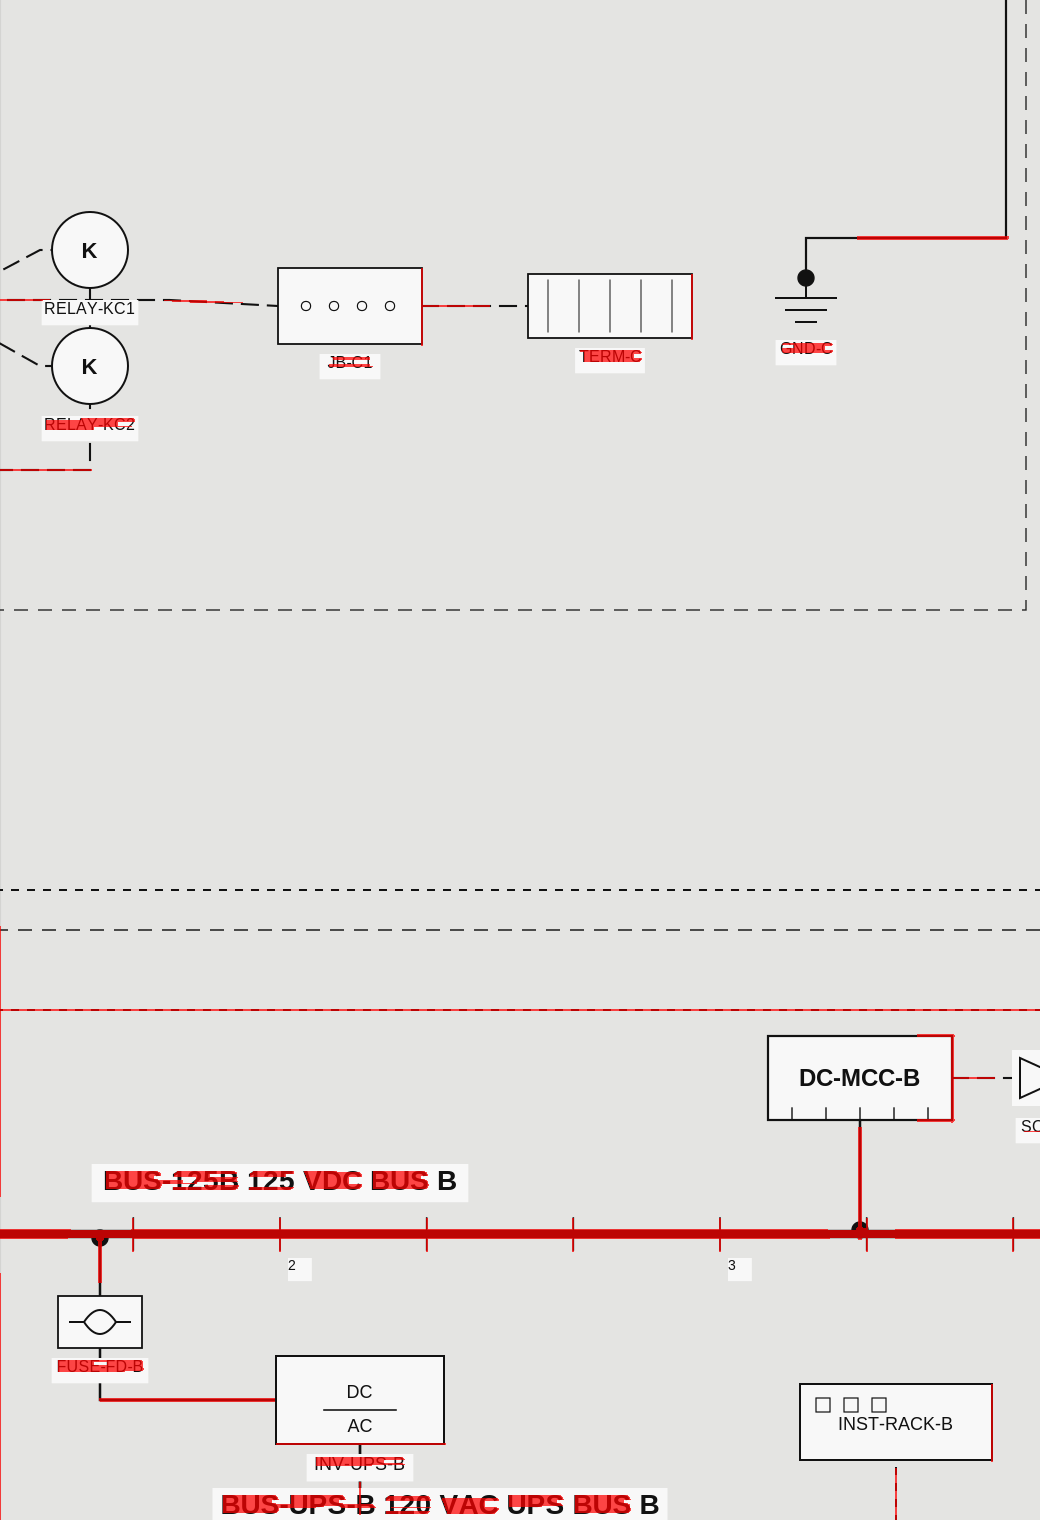 K
RELAY-KC1
K
RELAY-KC2
JB-C1
TERM-C
GND-C
DC-MCC-B
SC
BUS-125B 125 VDC BUS B
2
3
FUSE-FD-B
DC
AC
INV-UPS-B
INST-RACK-B
BUS-UPS-B 120 VAC UPS BUS B